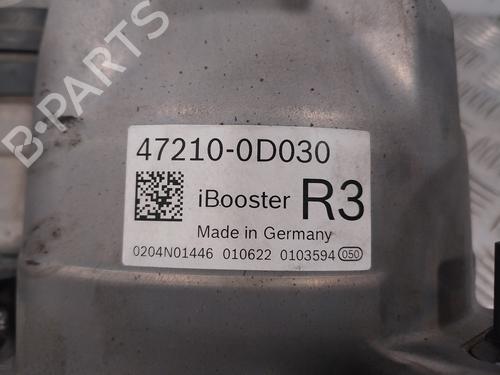 B-PARTS
47210-0D030
iBooster R3
Made in Germany
0204N01446 010622 0103594 050